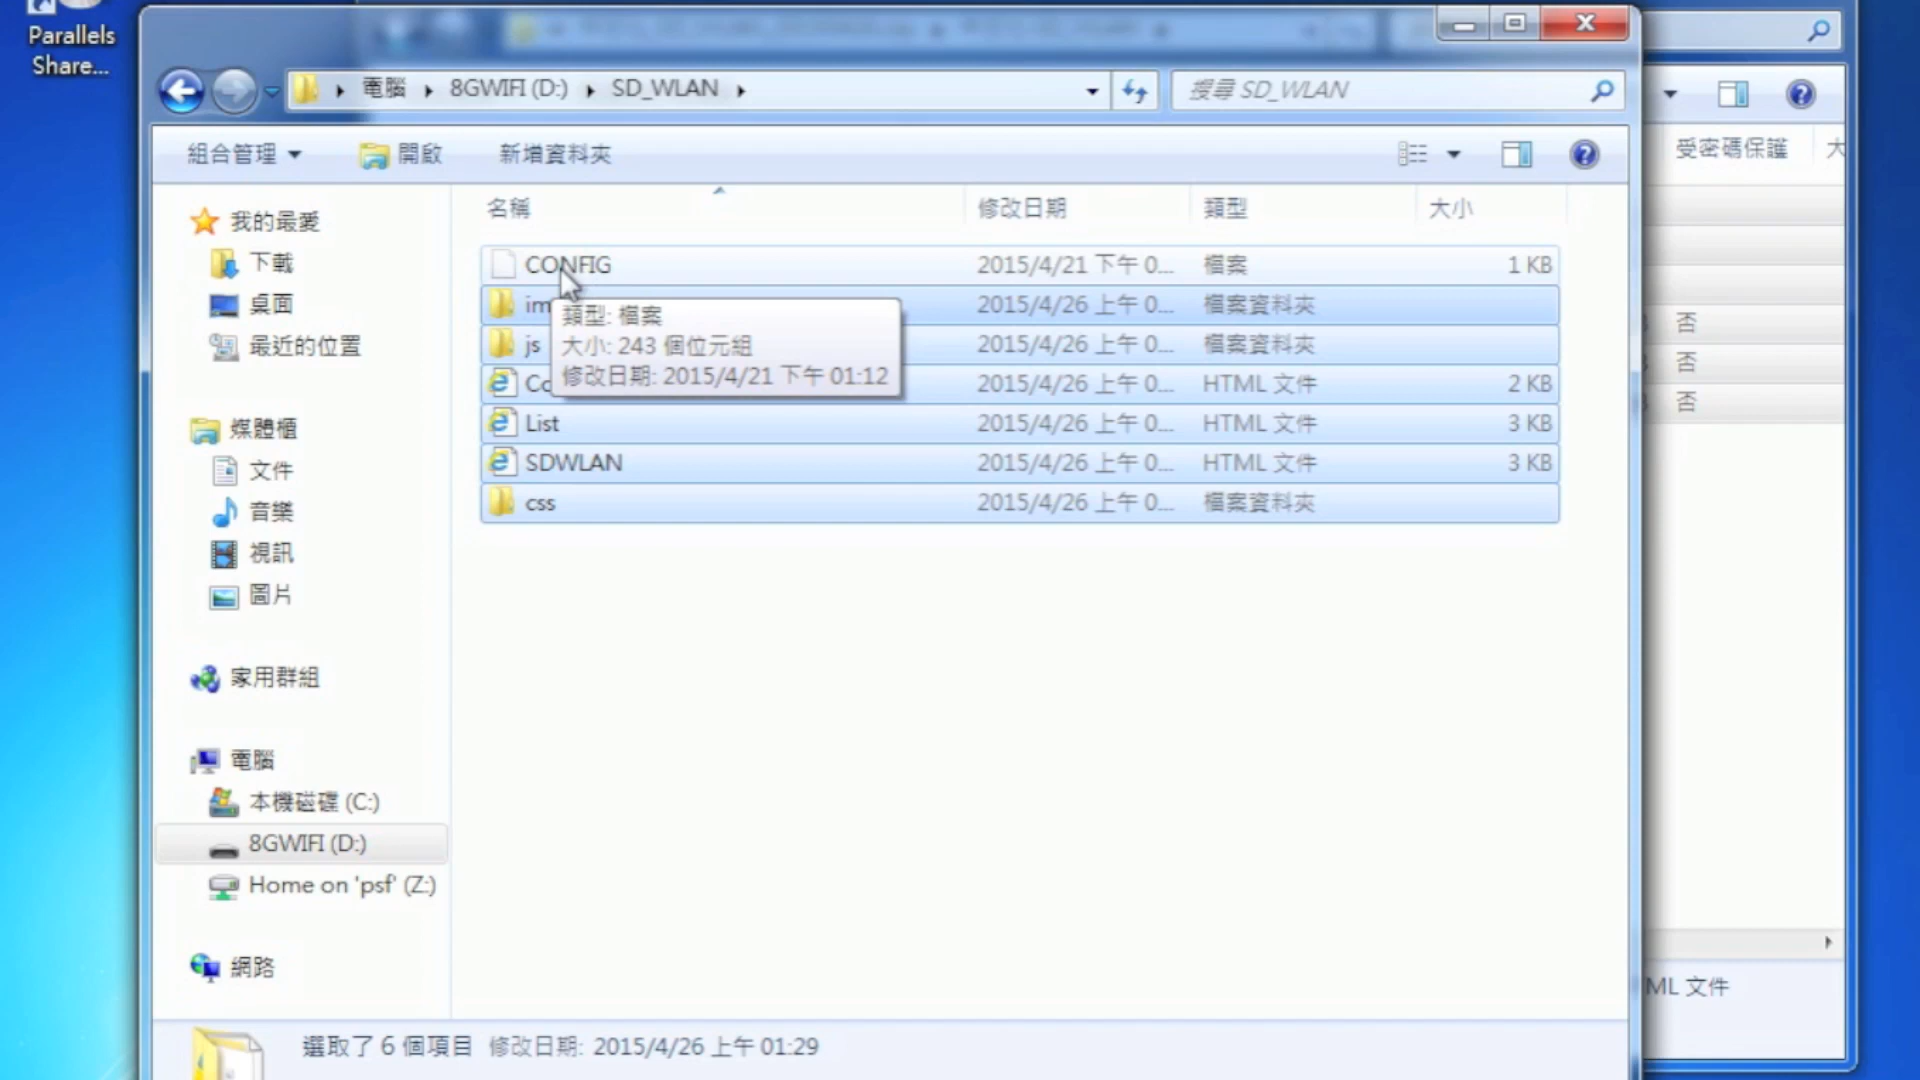 Parallels
Share...
電腦 8GWIFI (D:) SD_WLAN
搜尋 SD_WLAN
組合管理 開啟 新增資料夾
受密碼保護 大
名稱 修改日期 類型 大小
我的最愛
下載
桌面
最近的位置
媒體櫃
文件
音樂
視訊
圖片
家用群組
電腦
本機磁碟 (C:)
8GWIFI (D:)
Home on 'psf' (Z:)
網路
CONFIG 2015/4/21 下午 0... 檔案 1 KB
im 2015/4/26 上午 0... 檔案資料夾
js 2015/4/26 上午 0... 檔案資料夾
Co 2015/4/26 上午 0... HTML 文件 2 KB
List 2015/4/26 上午 0... HTML 文件 3 KB
SDWLAN 2015/4/26 上午 0... HTML 文件 3 KB
css 2015/4/26 上午 0... 檔案資料夾
類型: 檔案
大小: 243 個位元組
修改日期: 2015/4/21 下午 01:12
否
否
否
ML 文件
選取了 6 個項目 修改日期: 2015/4/26 上午 01:29